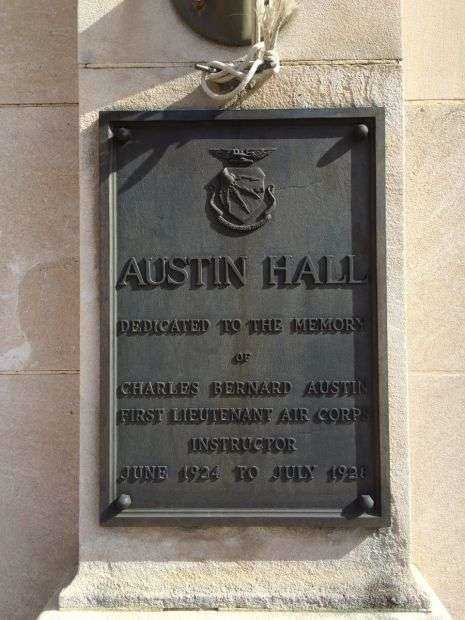 AUSTIN HALL
DEDICATED TO THE MEMORY
OF
CHARLES BERNARD AUSTIN
FIRST LIEUTENANT AIR CORPS
INSTRUCTOR
JUNE 1924 TO JULY 1928